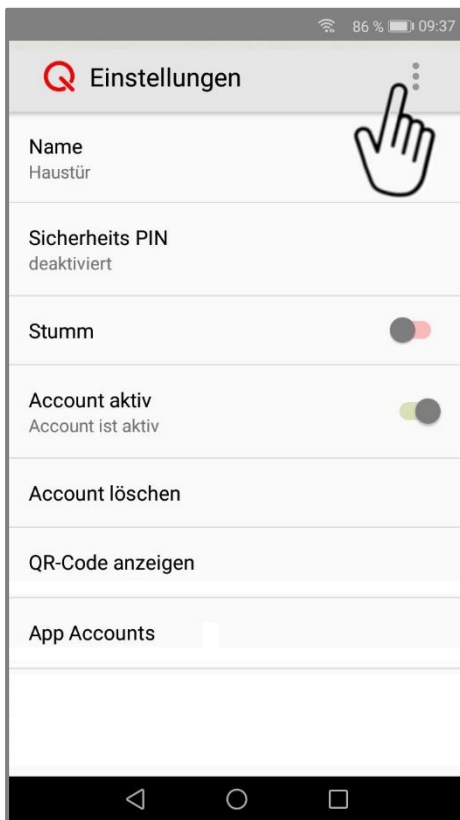 86 % 09:37
Einstellungen
Name
Haustür
Sicherheits PIN
deaktiviert
Stumm
Account aktiv
Account ist aktiv
Account löschen
QR-Code anzeigen
App Accounts